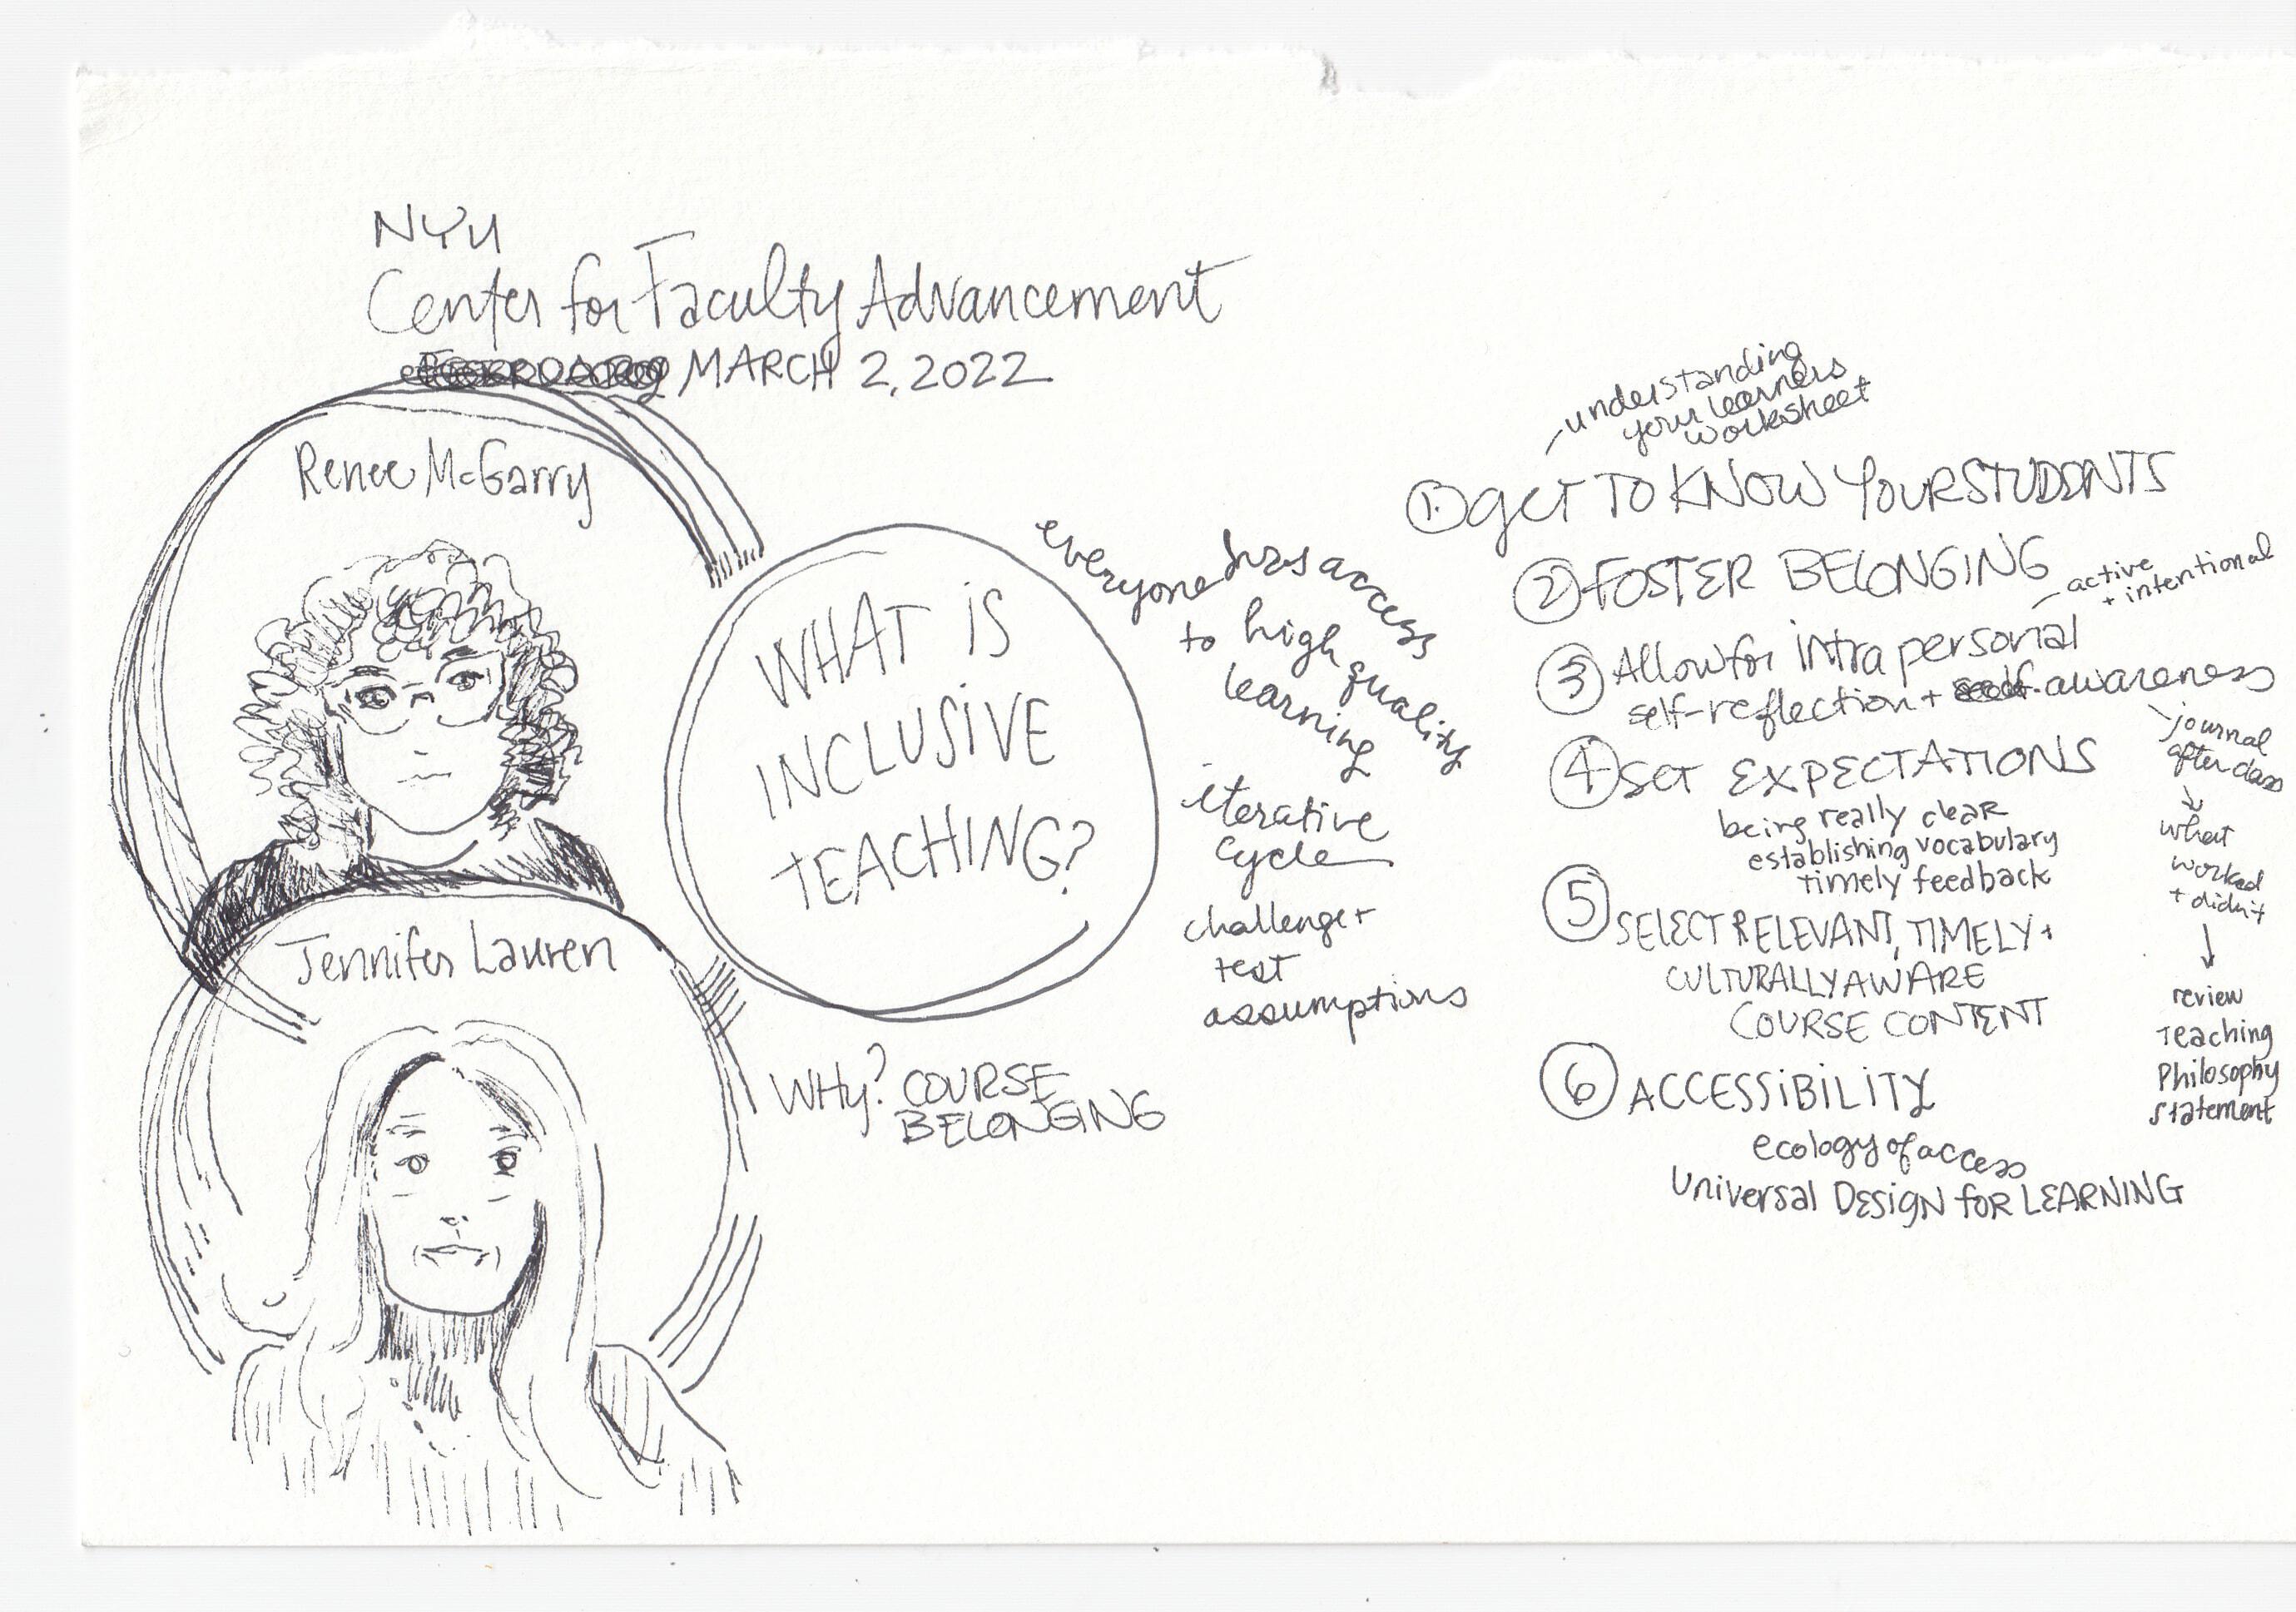 NYU
Center for Faculty Advancement
MARCH 2, 2022
Renee McGarry
Jennifer Lauren
WHAT IS
INCLUSIVE
TEACHING?
WHY? COURSE
BELONGING
everyone has access
to high quality
learning
iterative
cycle
challenge +
test
assumptions
understanding
your learners
worksheet
1. GET TO KNOW YOUR STUDENTS
2 FOSTER BELONGING
active
+ intentional
3 Allow for intra personal
self-reflection + awareness
journal
after class
what
worked
+ didn't
review
Teaching
Philosophy
Statement
4 SET EXPECTATIONS
being really clear
establishing vocabulary
timely feedback
5
SELECT RELEVANT, TIMELY +
CULTURALLY AWARE
COURSE CONTENT
6 ACCESSIBILITY
ecology of access
Universal DESIGN FOR LEARNING